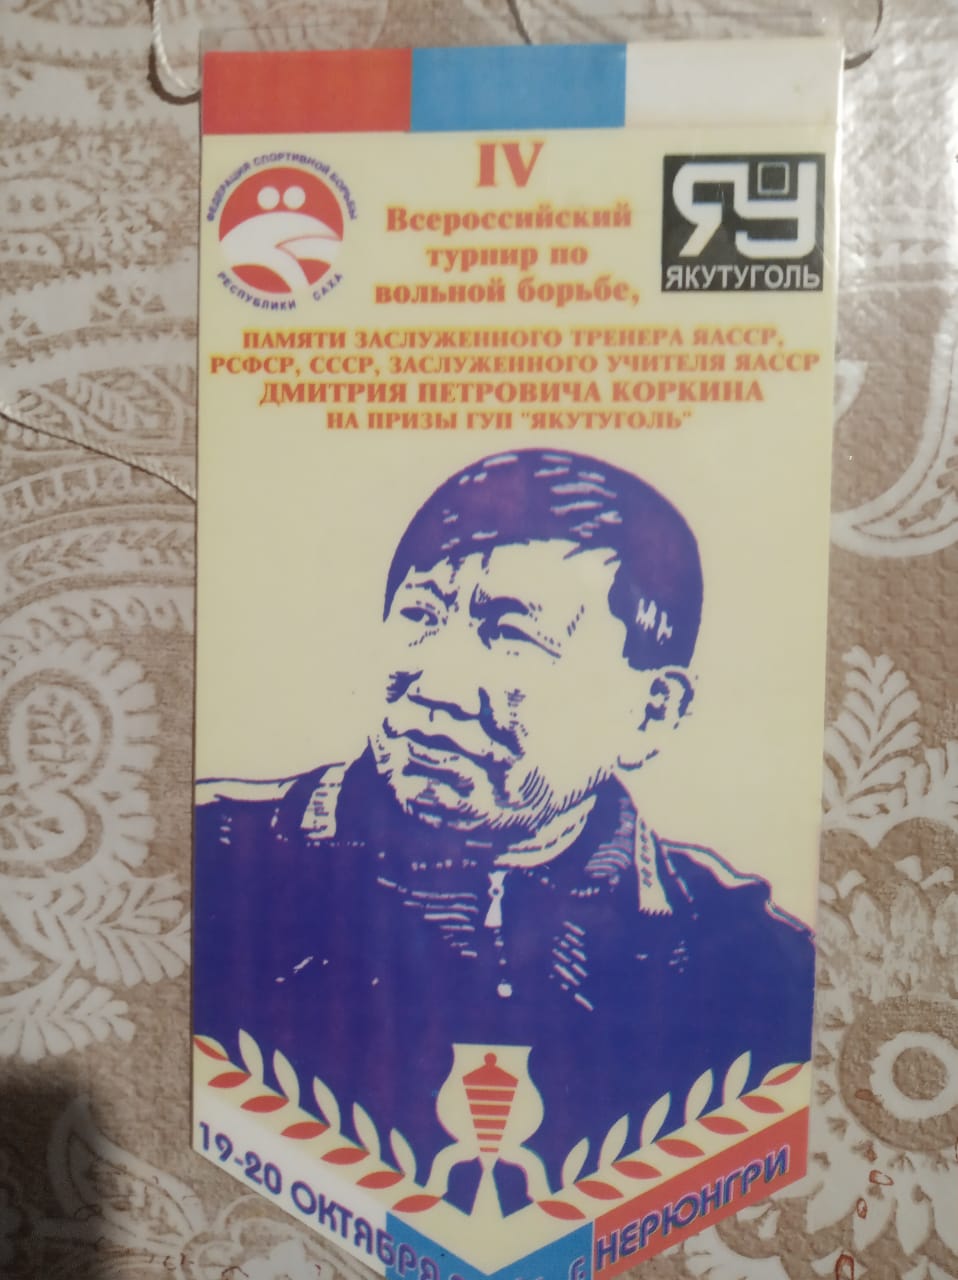 IV
Всероссийский
турнир по
вольной борьбе,
ФЕДЕРАЦИЯ СПОРТИВНОЙ БОРЬБЫ
РЕСПУБЛИКИ САХА
ЯУ
ЯКУТУГОЛЬ
ПАМЯТИ ЗАСЛУЖЕННОГО ТРЕНЕРА ЯАССР,
РСФСР, СССР, ЗАСЛУЖЕННОГО УЧИТЕЛЯ ЯАССР
ДМИТРИЯ ПЕТРОВИЧА КОРКИНА
НА ПРИЗЫ ГУП "ЯКУТУГОЛЬ"
19-20 ОКТЯБРЯ
НЕРЮНГРИ